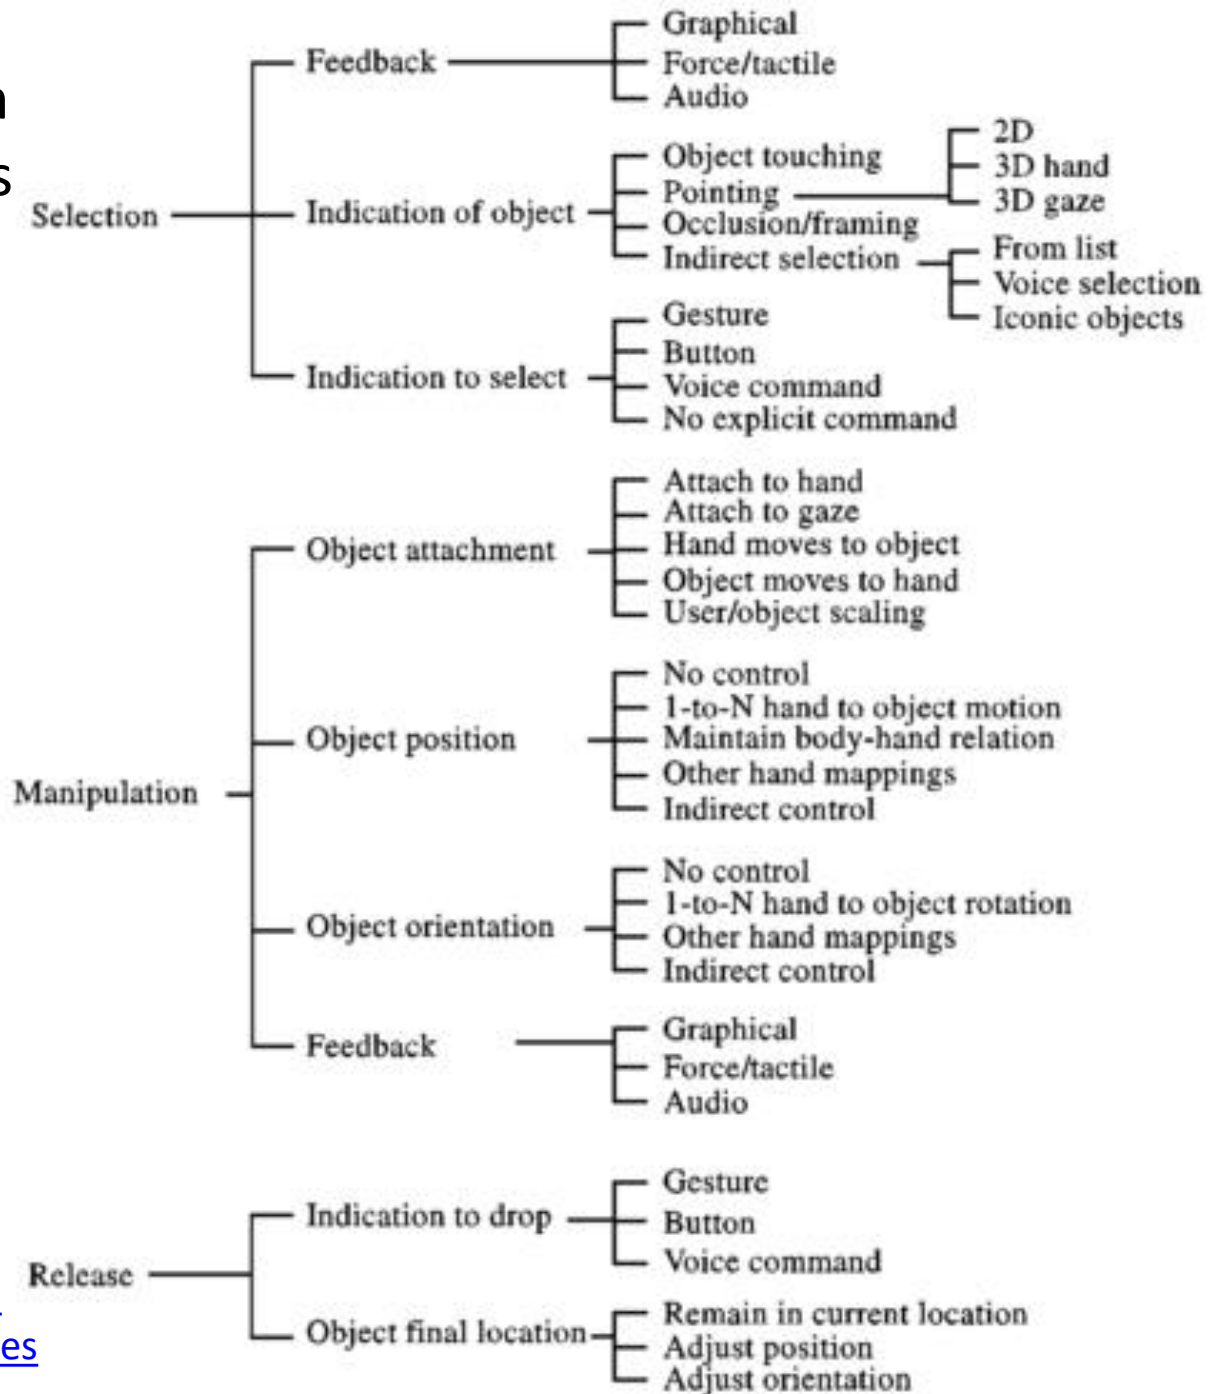 n
s
Selection
Feedback
Graphical
Force/tactile
Audio
Indication of object
Object touching
Pointing
2D
3D hand
3D gaze
Occlusion/framing
Indirect selection
From list
Voice selection
Iconic objects
Indication to select
Gesture
Button
Voice command
No explicit command
Manipulation
Object attachment
Attach to hand
Attach to gaze
Hand moves to object
Object moves to hand
User/object scaling
Object position
No control
1-to-N hand to object motion
Maintain body-hand relation
Other hand mappings
Indirect control
Object orientation
No control
1-to-N hand to object rotation
Other hand mappings
Indirect control
Feedback
Graphical
Force/tactile
Audio
Release
Indication to drop
Gesture
Button
Voice command
Object final location
Remain in current location
Adjust position
Adjust orientation
es